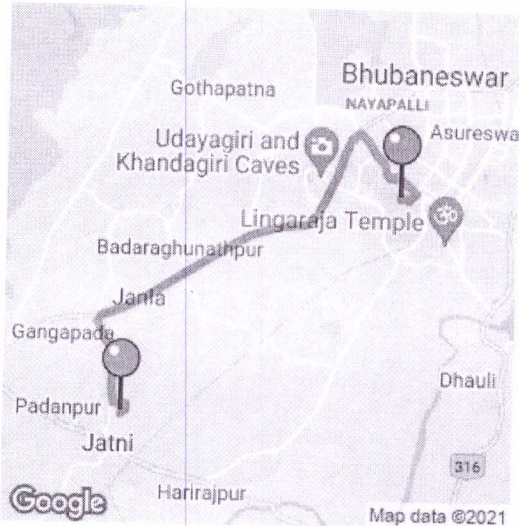 Bhubaneswar
Gothapatna
NAYAPALLI
Asureswa
Udayagiri and
Khandagiri Caves
Lingaraja Temple
ॐ
Badaraghunathpur
Janla
Gangapada
Dhauli
Padanpur
Jatni
316
Harirajpur
Google
Map data ©2021